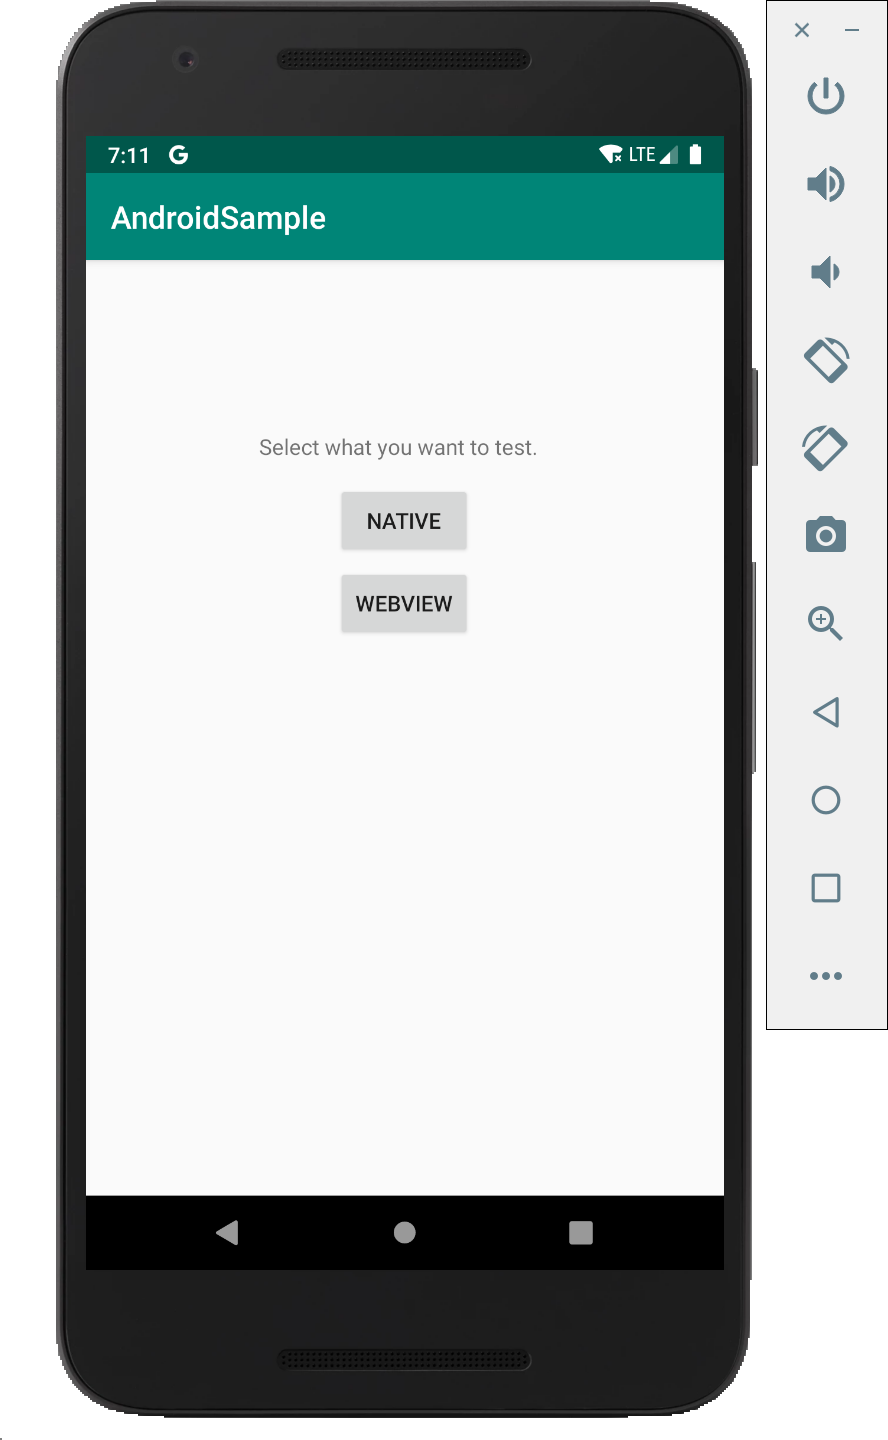 7:11 G LTE
AndroidSample
Select what you want to test.
NATIVE
WEBVIEW